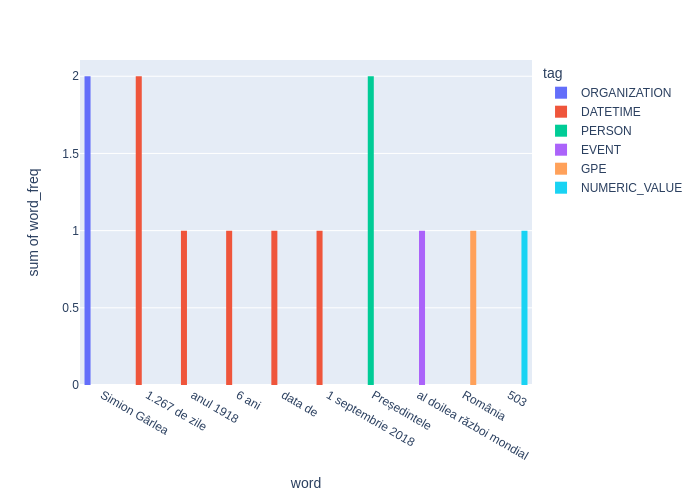 tag
ORGANIZATION
DATETIME
PERSON
EVENT
GPE
NUMERIC_VALUE
2
1.5
1
0.5
0
sum of word_freq
Simion Gârlea
1.267 de zile
anul 1918
6 ani
data de
1 septembrie 2018
Președintele
al doilea război mondial
România
503
word